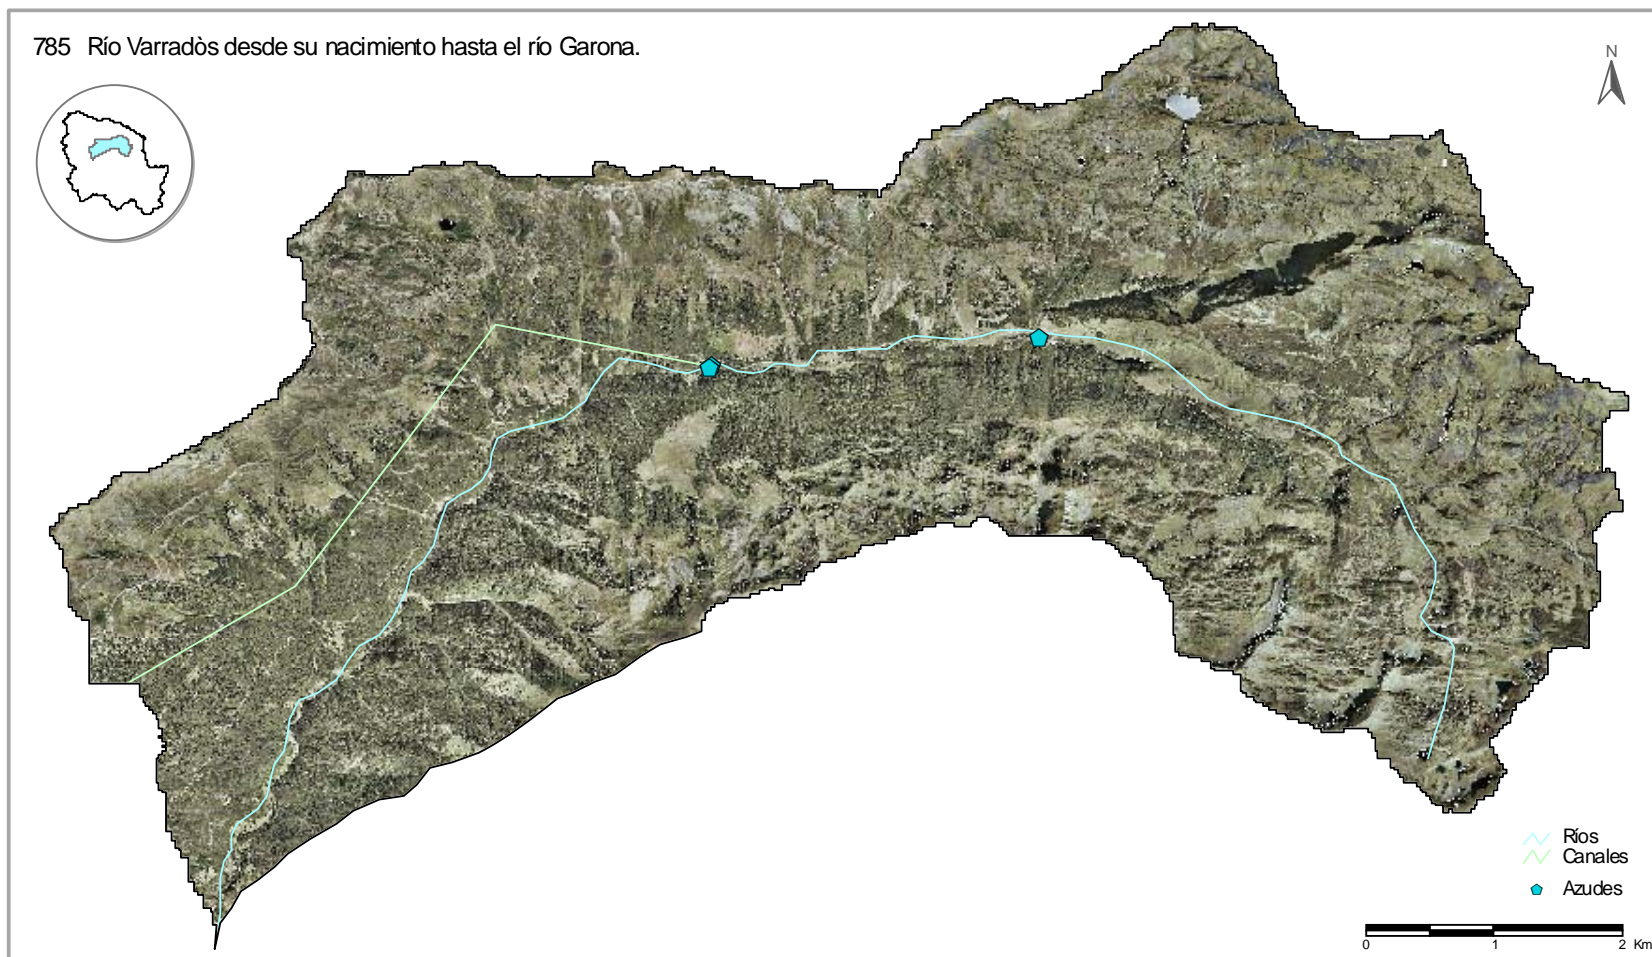 785 Río Varradòs desde su nacimiento hasta el río Garona.
N
Ríos
Canales
Azudes
0 1 2 Km